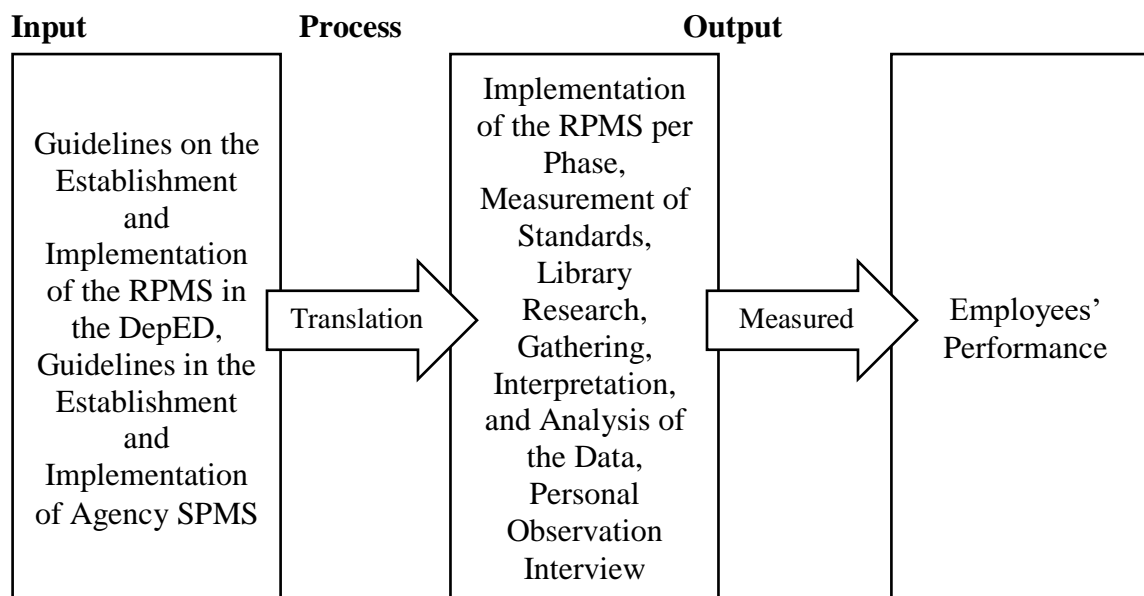 Input Process Output
Guidelines on the
Establishment
and
Implementation
of the RPMS in
the DepED,
Guidelines in the
Establishment
and
Implementation
of Agency SPMS
Translation
Implementation
of the RPMS per
Phase,
Measurement of
Standards,
Library
Research,
Gathering,
Interpretation,
and Analysis of
the Data,
Personal
Observation
Interview
Measured
Employees’
Performance